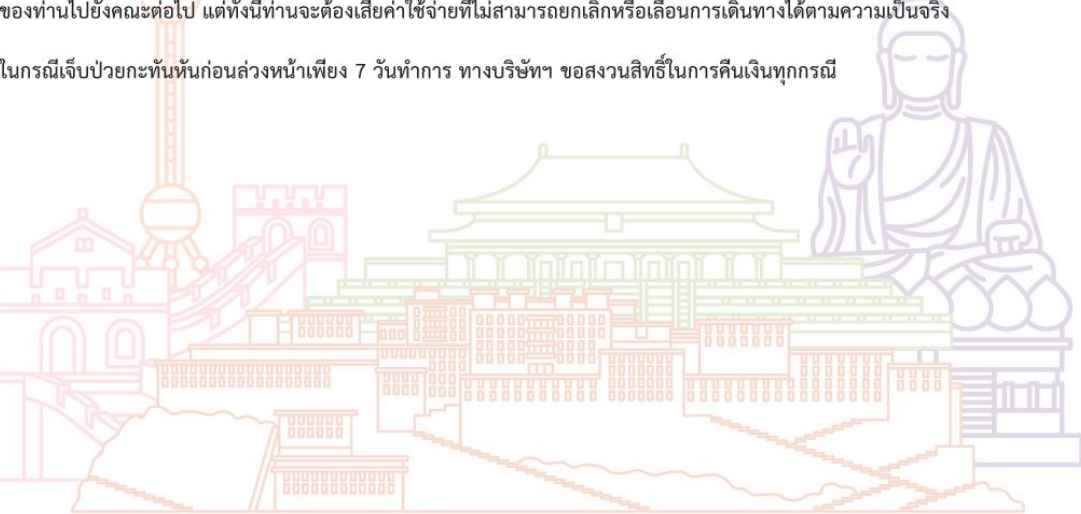 ของท่านไปยังคณะต่อไป แต่ทั้งนี้ท่านจะต้องเสียค่าใช้จ่ายที่ไม่สามารถยกเลิกหรือเลื่อนการเดินทางได้ตามความเป็นจริง
ในกรณีเจ็บป่วยกะทันหันก่อนล่วงหน้าเพียง 7 วันทำการ ทางบริษัทฯ ขอสงวนสิทธิ์ในการคืนเงินทุกกรณี